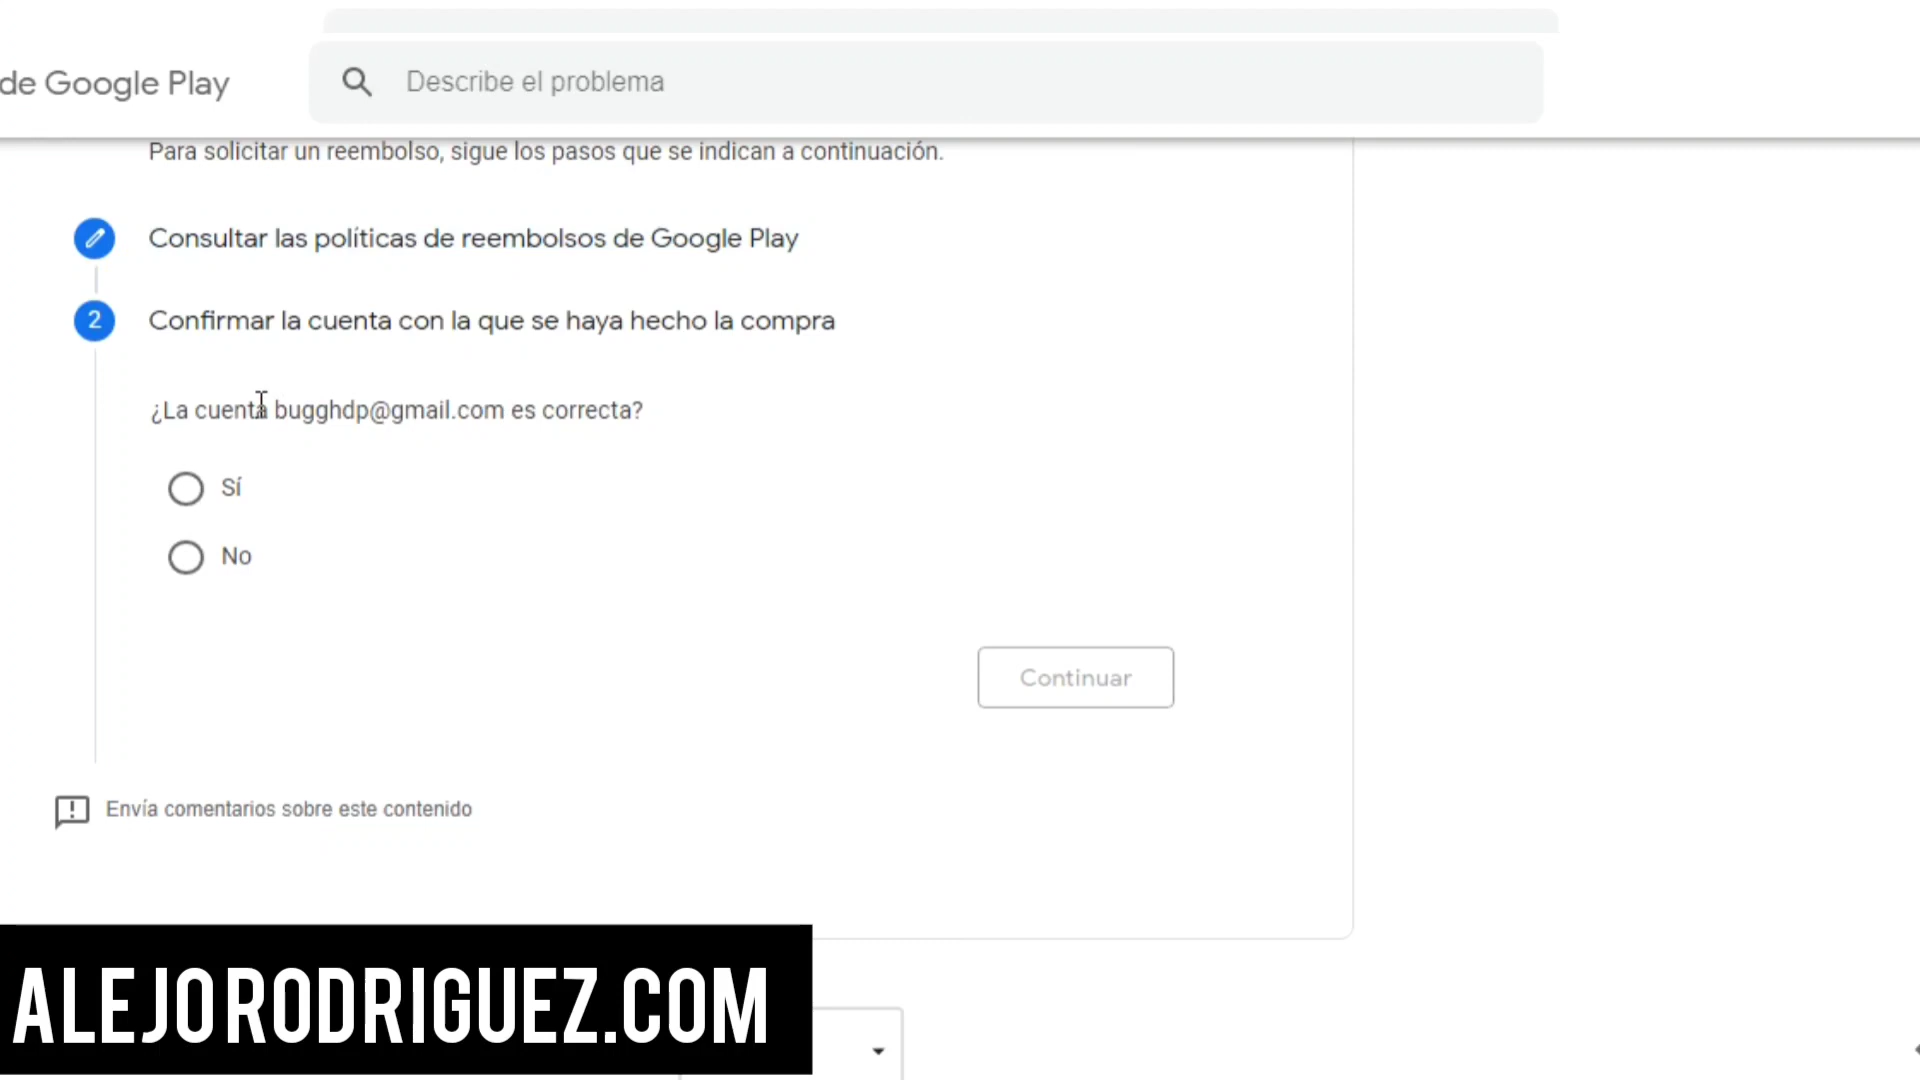 de Google Play
Describe el problema
Para solicitar un reembolso, sigue los pasos que se indican a continuación.
Consultar las políticas de reembolsos de Google Play
2 Confirmar la cuenta con la que se haya hecho la compra
¿La cuenta bugghdp@gmail.com es correcta?
Sí
No
Continuar
Envía comentarios sobre este contenido
ALEJORODRIGUEZ.COM